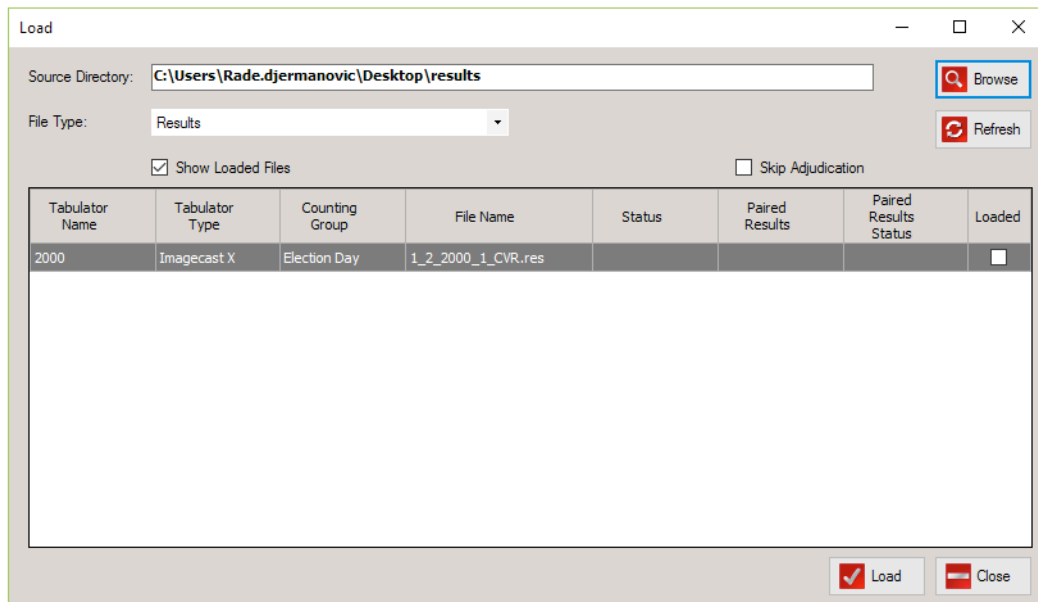 Load
Source Directory: C:\Users\Rade.djermanovic\Desktop\results Browse
File Type: Results Refresh
Show Loaded Files Skip Adjudication
Tabulator Name Tabulator Type Counting Group File Name Status Paired Results Paired Results Status Loaded
2000 Imagecast X Election Day 1_2_2000_1_CVR.res
Load Close